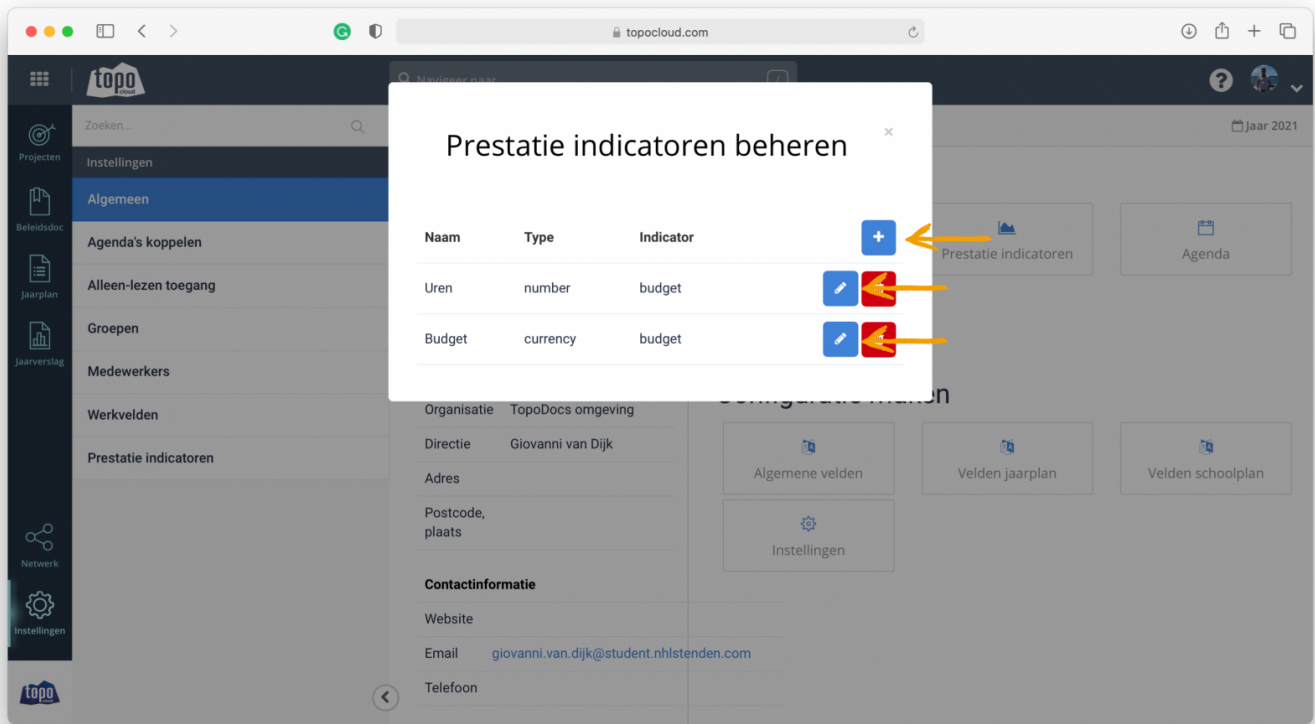 topocloud.com
topo
cloud
Navigeer naar
/
?
Projecten
Beleidsdoc
Jaarplan
Jaarverslag
Netwerk
Instellingen
topo
cloud
Zoeken...
Instellingen
Algemeen
Agenda's koppelen
Alleen-lezen toegang
Groepen
Medewerkers
Werkvelden
Prestatie indicatoren
Jaar 2021
Prestatie indicatoren beheren
×
Naam Type Indicator +
Uren number budget
Budget currency budget
Prestatie indicatoren
Agenda
Organisatie TopoDocs omgeving
Directie Giovanni van Dijk
Adres
Postcode,
plaats
Contactinformatie
Website
Email giovanni.van.dijk@student.nhlstenden.com
Telefoon
Algemene velden
Velden jaarplan
Velden schoolplan
Instellingen